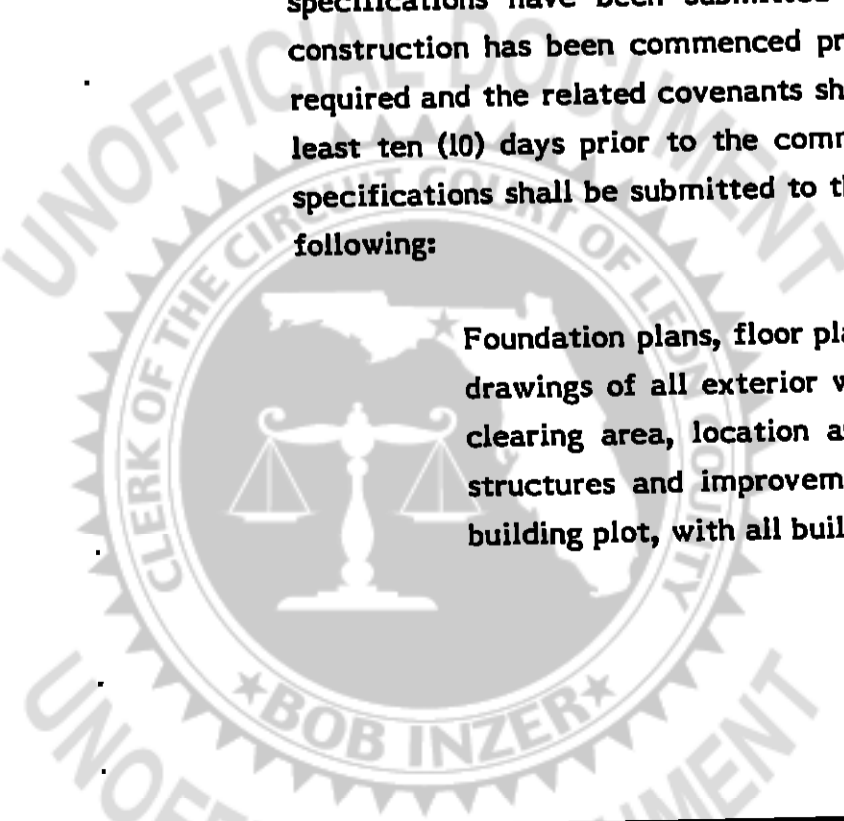 specifications have been submitted
construction has been commenced pr
required and the related covenants sh
least ten (10) days prior to the comm
specifications shall be submitted to th
following:
Foundation plans, floor pla
drawings of all exterior w
clearing area, location a
structures and improvem
building plot, with all buil
UNOFFICIAL DOCUMENT
CLERK OF THE CIRCUIT COURT OF LEON COUNTY
★BOB INZER★
UNOFFICIAL DOCUMENT